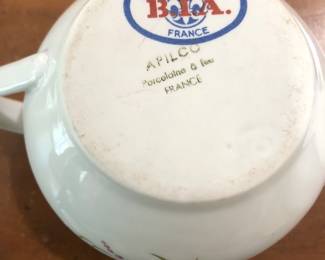 B.I.A.
FRANCE
APILCO
Porcelaine à feu
FRANCE